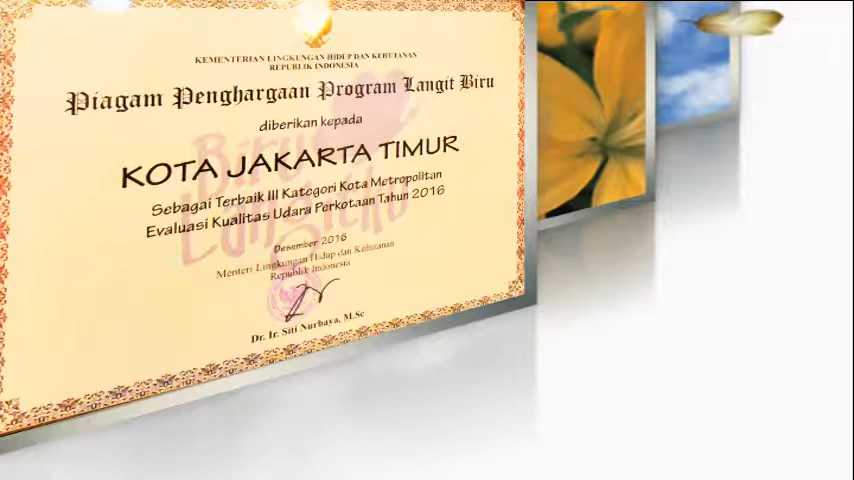 KEMENTERIAN LINGKUNGAN HIDUP DAN KEHUTANAN
REPUBLIK INDONESIA
Piagam Penghargaan Program Langit Biru
diberikan kepada
KOTA JAKARTA TIMUR
Sebagai Terbaik III Kategori Kota Metropolitan
Evaluasi Kualitas Udara Perkotaan Tahun 2016
Desember 2016
Menteri Lingkungan Hidup dan Kehutanan
Republik Indonesia
Dr. Ir. Siti Nurbaya, M.Sc
Biru
Langitku